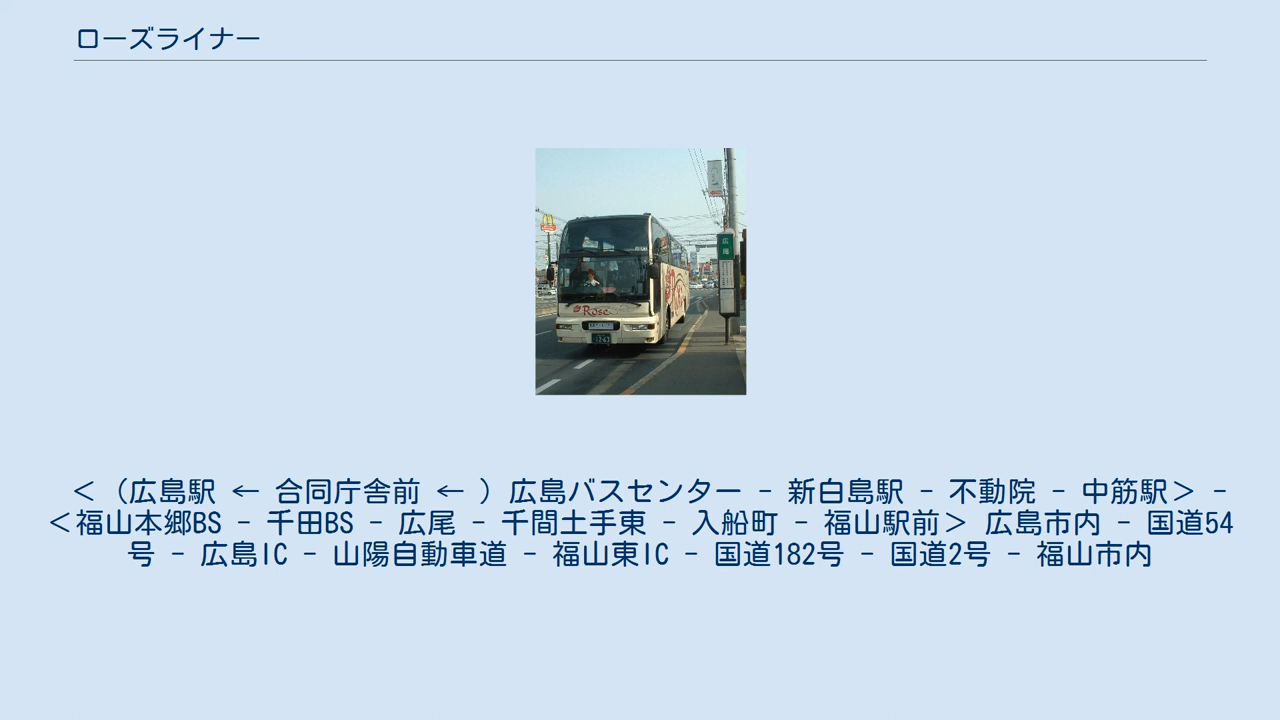 ローズライナー
広尾
Rose
＜（広島駅 ← 合同庁舎前 ← ）広島バスセンター － 新白島駅 － 不動院 － 中筋駅＞ －
＜福山本郷BS － 千田BS － 広尾 － 千間土手東 － 入船町 － 福山駅前＞ 広島市内 － 国道54
号 － 広島IC － 山陽自動車道 － 福山東IC － 国道182号 － 国道2号 － 福山市内